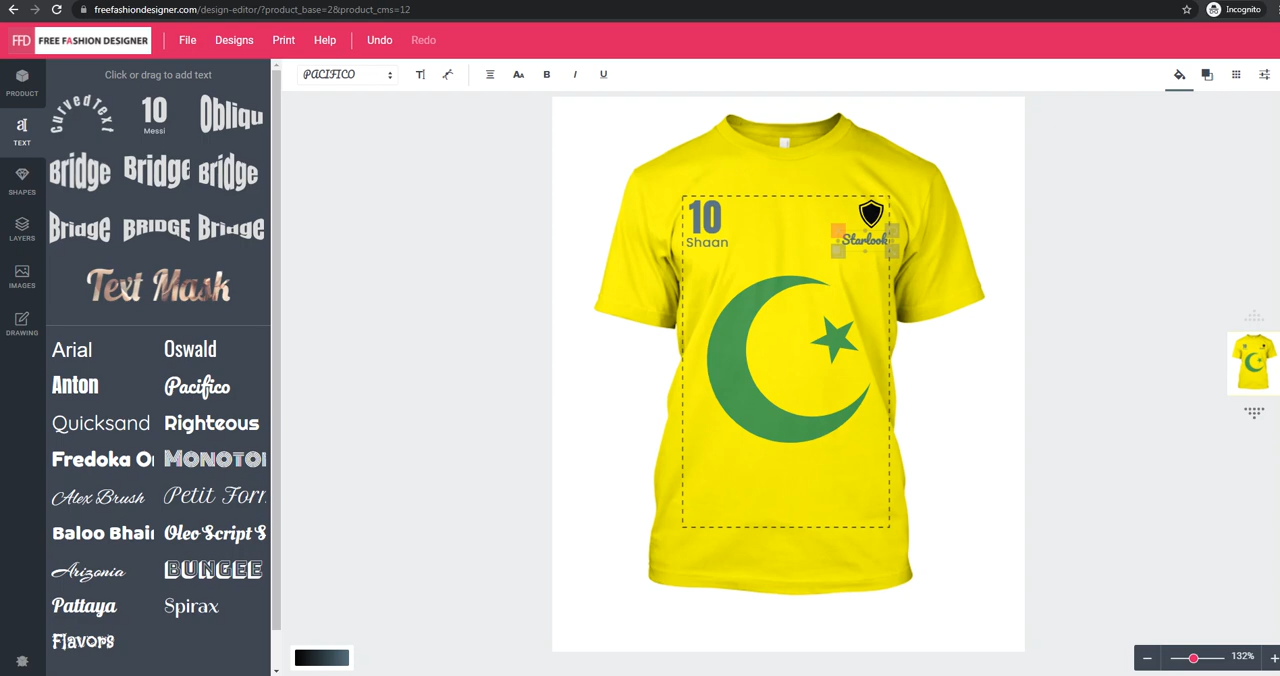 freefashiondesigner.com/design-editor/?product_base=2&product_cms=12
Incognito
FFD FREE FASHION DESIGNER
File Designs Print Help Undo Redo
PRODUCT
TEXT
SHAPES
LAYERS
IMAGES
DRAWING
Click or drag to add text
Curved Text
10
Messi
Obliqu
Bridge Bridge Bridge
Bridge BRIDGE Bridge
Text Mask
Arial Oswald
Anton Pacifico
Quicksand Righteous
Fredoka O MONOTO
Alex Brush Petit For
Baloo Bhai Oleo Script S
Arizonia BUNGEE
Pattaya Spirax
Flavors
PACIFICO
B I U
10
Shaan
Starlook
132%